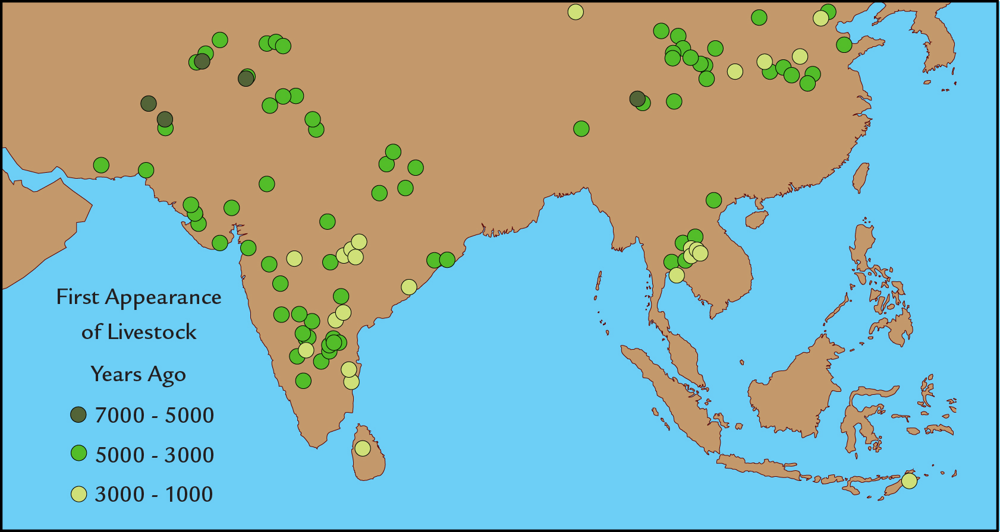 First Appearance
of Livestock
Years Ago
7000 - 5000
5000 - 3000
3000 - 1000